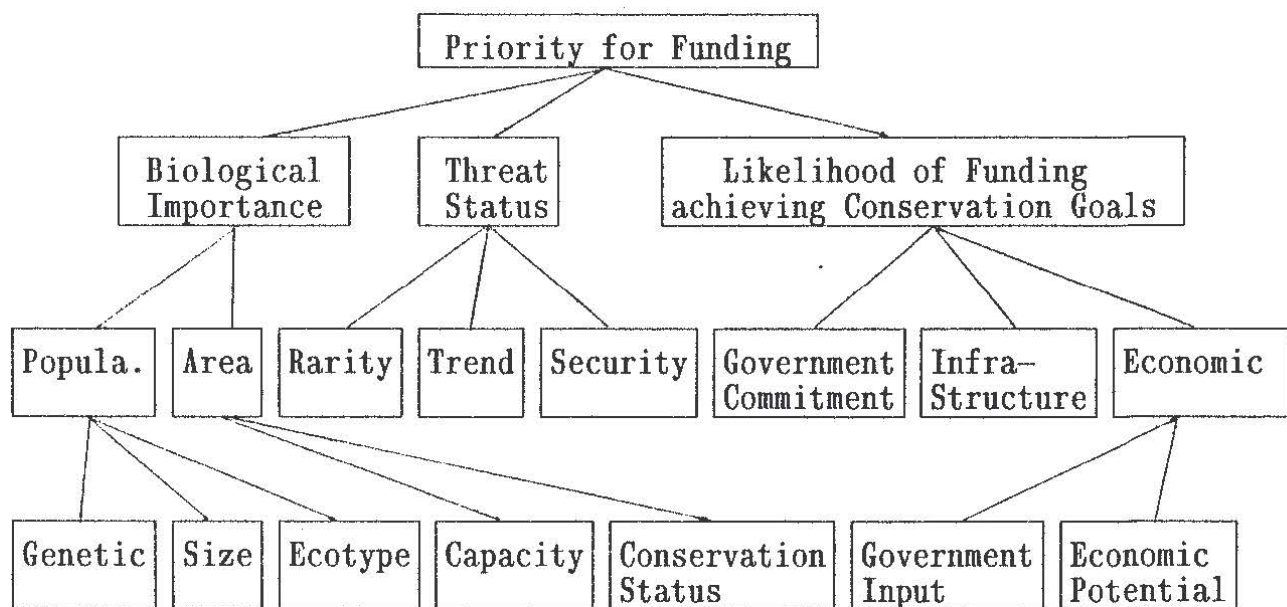 Priority for Funding
Biological
Importance
Threat
Status
Likelihood of Funding
achieving Conservation Goals
Popula.
Area
Rarity
Trend
Security
Government
Commitment
Infra—
Structure
Economic
Genetic
Size
Ecotype
Capacity
Conservation
Status
Government
Input
Economic
Potential